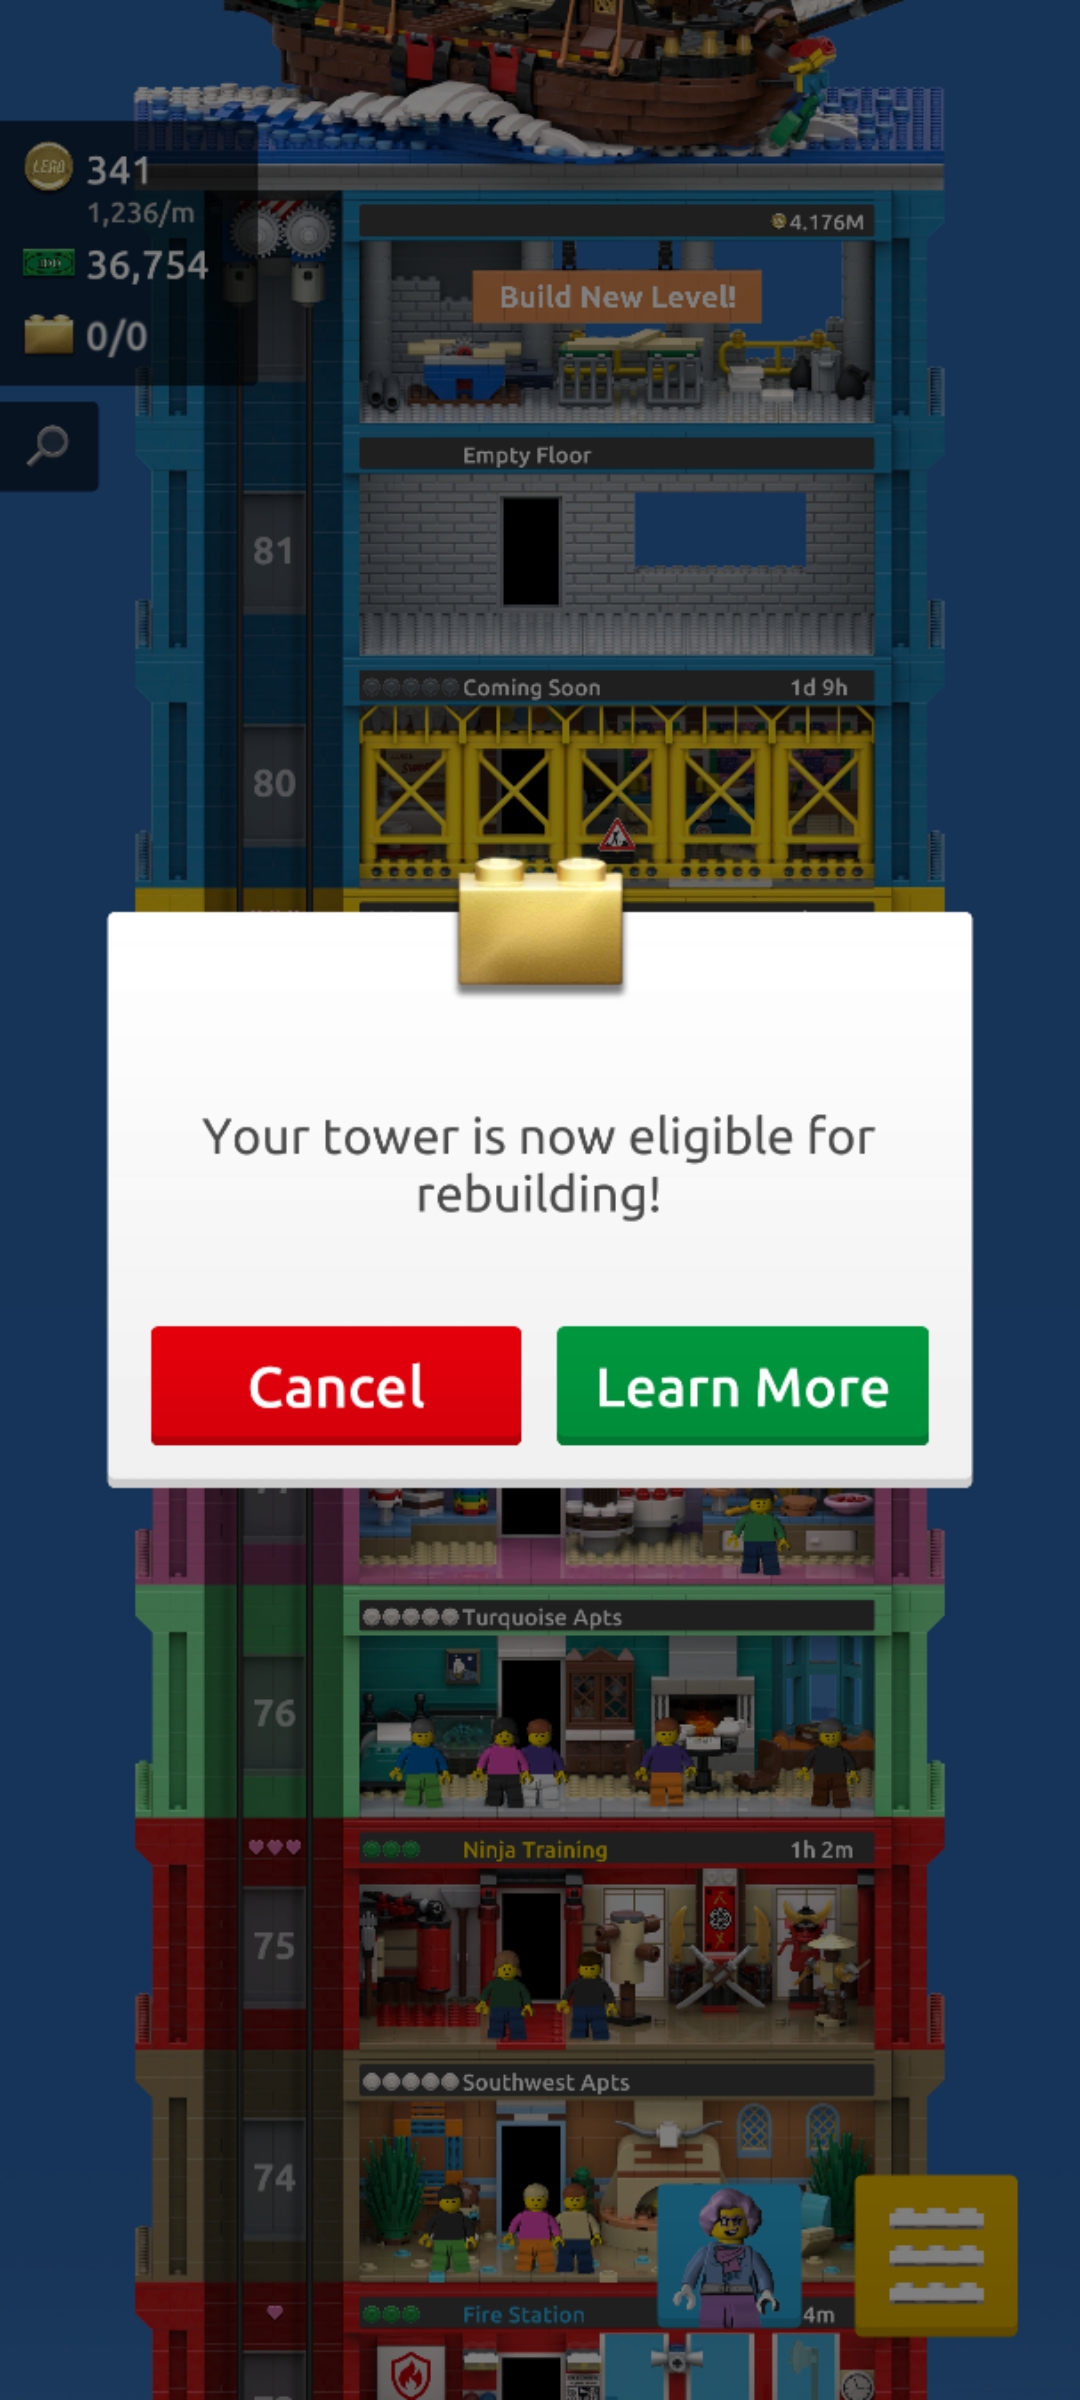 LEGO 341
1,236/m
36,754
0/0
4.176M
Build New Level!
Empty Floor
81
Coming Soon 1d 9h
80
Your tower is now eligible for
rebuilding!
Cancel
Learn More
Turquoise Apts
76
Ninja Training 1h 2m
75
Southwest Apts
74
Fire Station 4m